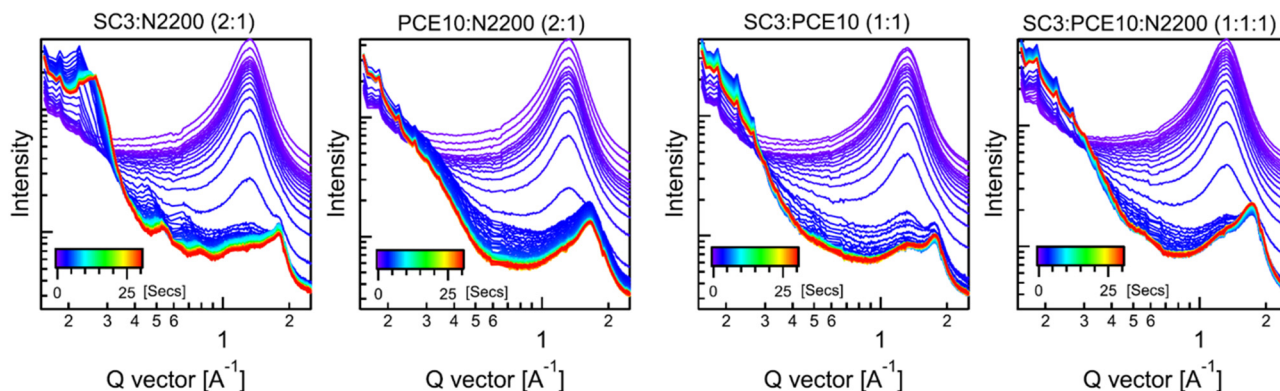 SC3:N2200 (2:1)
PCE10:N2200 (2:1)
SC3:PCE10 (1:1)
SC3:PCE10:N2200 (1:1:1)
Intensity
Intensity
Intensity
Intensity
0 25 [Secs]
0 25 [Secs]
0 25 [Secs]
0 25 [Secs]
2 3 4 5 6 1 2
2 3 4 5 6 1 2
2 3 4 5 6 1 2
2 3 4 5 6 1 2
Q vector [A⁻¹]
Q vector [A⁻¹]
Q vector [A⁻¹]
Q vector [A⁻¹]